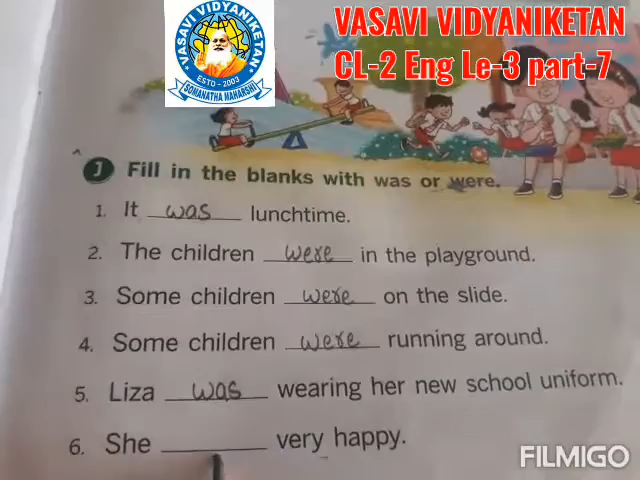 VASAVI VIDYANIKETAN
ESTD - 2003
SOMANATHA MAHARSHI
VASAVI VIDYANIKETAN
CL-2 Eng Le-3 part-7
J Fill in the blanks with was or were.
1. It was lunchtime.
2. The children were in the playground.
3. Some children were on the slide.
4. Some children were running around.
5. Liza was wearing her new school uniform.
6. She ______ very happy.
FILMIGO